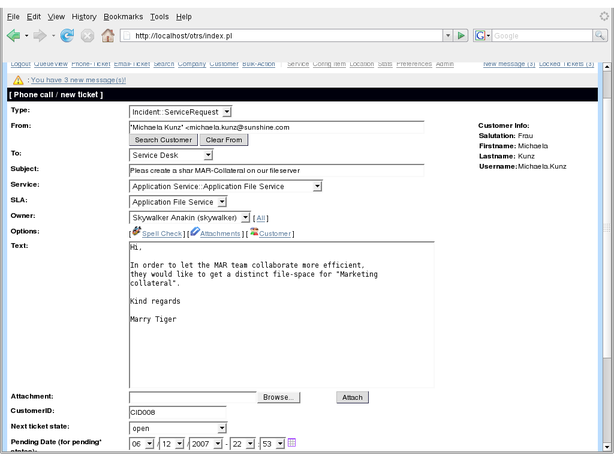 File Edit View History Bookmarks Tools Help
http://localhost/otrs/index.pl
Google
Logout QueueView Phone-Ticket Email-Ticket Search Company Customer Bulk-Action Service Config Item Location Stats Preferences Admin New message (3) Locked Tickets (3)
: You have 3 new message(s)!
[ Phone call / new ticket ]
Type: Incident::ServiceRequest
From: "Michaela Kunz" <michaela.kunz@sunshine.com
Search Customer Clear From
To: Service Desk
Subject: Pleas create a shar MAR-Collateral on our fileserver
Service: Application Service::Application File Service
SLA: Application File Service
Owner: Skywalker Anakin (skywalker) [ All ]
Options: [ Spell Check ] [ Attachments ] [ Customer ]
Text:
Hi,
In order to let the MAR team collaborate more efficient,
they would like to get a distinct file-space for "Marketing
collateral".
Kind regards
Marry Tiger
Customer Info:
Salutation: Frau
Firstname: Michaela
Lastname: Kunz
Username: Michaela.Kunz
Attachment: Browse... Attach
CustomerID: CID008
Next ticket state: open
Pending Date (for pending* 06 / 12 / 2007 - 22 : 53
states):